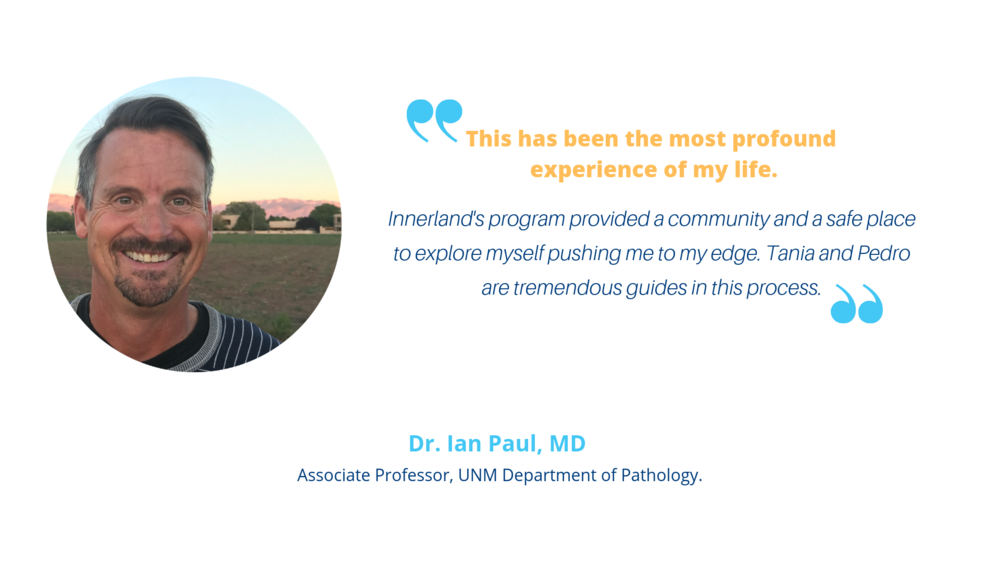 This has been the most profound
experience of my life.
Innerland's program provided a community and a safe place
to explore myself pushing me to my edge. Tania and Pedro
are tremendous guides in this process.
Dr. Ian Paul, MD
Associate Professor, UNM Department of Pathology.